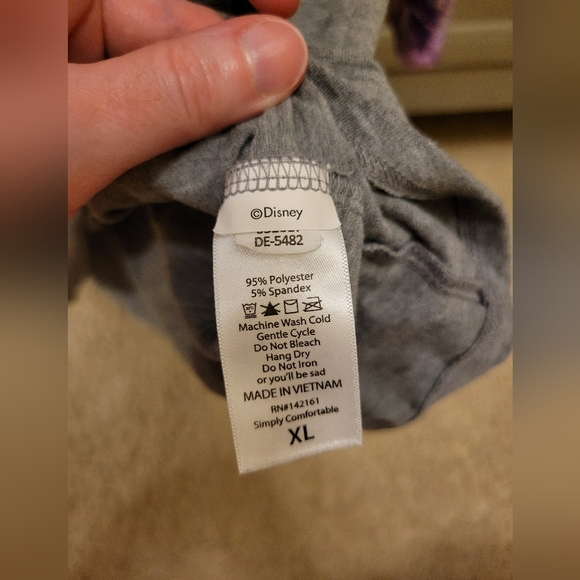 ©Disney
DE-5482
95% Polyester
5% Spandex
Machine Wash Cold
Gentle Cycle
Do Not Bleach
Hang Dry
Do Not Iron
or you'll be sad
MADE IN VIETNAM
RN#142161
Simply Comfortable
XL